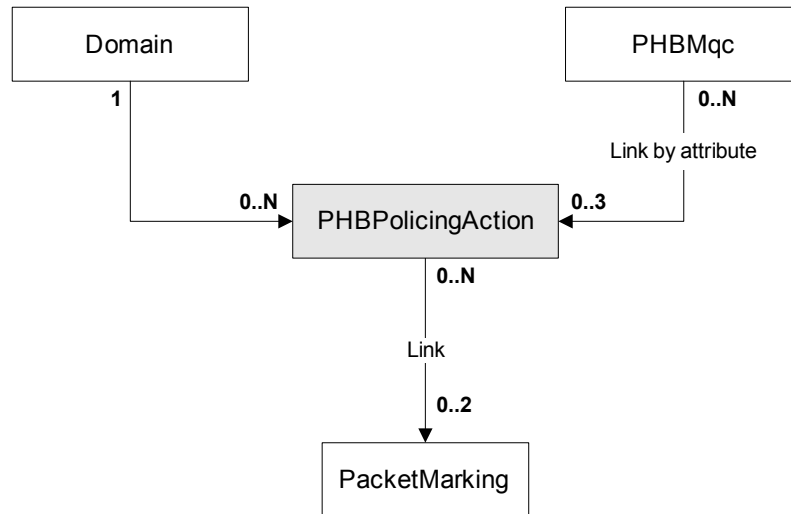 Domain
PHBMqc
1
0..N
Link by attribute
0..N
0..3
PHBPolicingAction
0..N
Link
0..2
PacketMarking